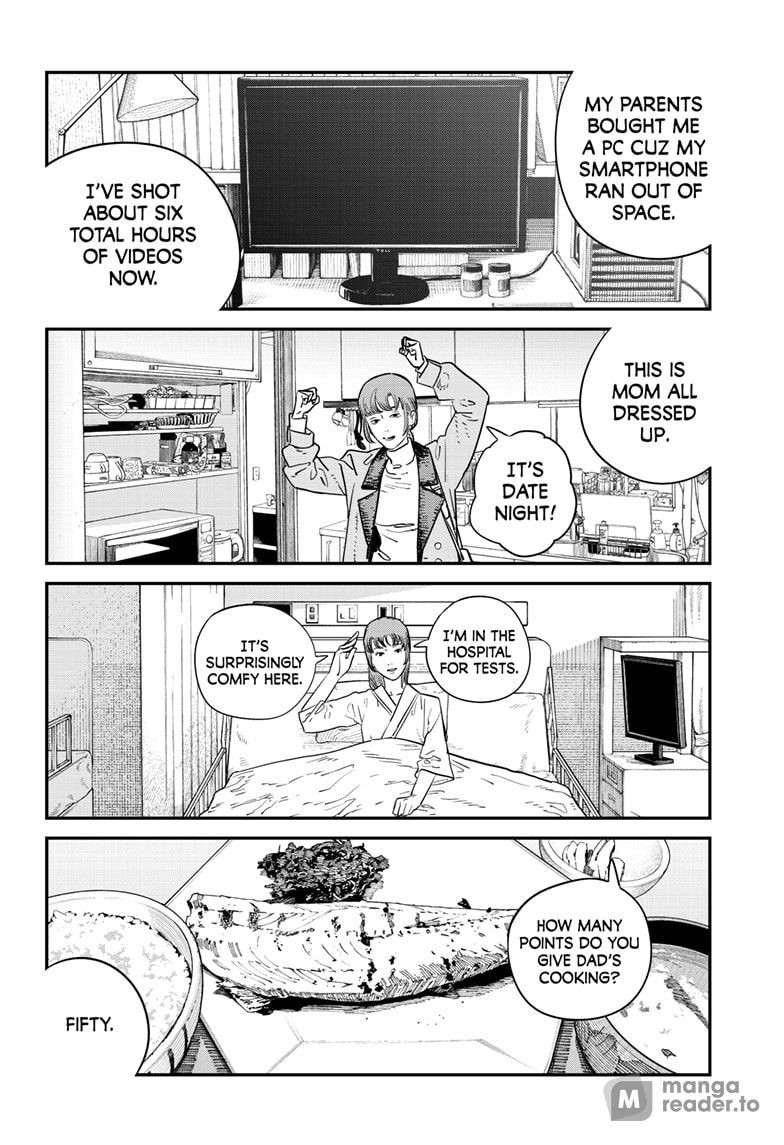 MY PARENTS
BOUGHT ME
A PC CUZ MY
SMARTPHONE
RAN OUT OF
SPACE.
I'VE SHOT
ABOUT SIX
TOTAL HOURS
OF VIDEOS
NOW.
THIS IS
MOM ALL
DRESSED
UP.
IT'S
DATE
NIGHT!
I'M IN THE
HOSPITAL
FOR TESTS.
IT'S
SURPRISINGLY
COMFY HERE.
HOW MANY
POINTS DO YOU
GIVE DAD'S
COOKING?
FIFTY.
M manga
reader.to